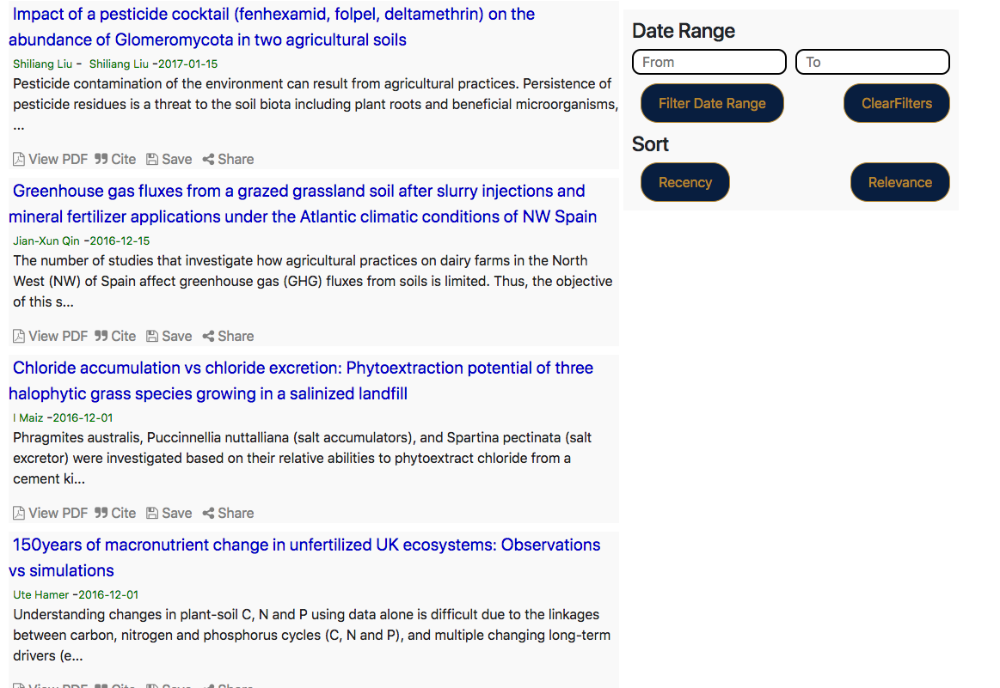 Impact of a pesticide cocktail (fenhexamid, folpel, deltamethrin) on the
abundance of Glomeromycota in two agricultural soils
Shiliang Liu - Shiliang Liu -2017-01-15
Pesticide contamination of the environment can result from agricultural practices. Persistence of
pesticide residues is a threat to the soil biota including plant roots and beneficial microorganisms,
...
View PDF Cite Save Share
Greenhouse gas fluxes from a grazed grassland soil after slurry injections and
mineral fertilizer applications under the Atlantic climatic conditions of NW Spain
Jian-Xun Qin -2016-12-15
The number of studies that investigate how agricultural practices on dairy farms in the North
West (NW) of Spain affect greenhouse gas (GHG) fluxes from soils is limited. Thus, the objective
of this s...
View PDF Cite Save Share
Chloride accumulation vs chloride excretion: Phytoextraction potential of three
halophytic grass species growing in a salinized landfill
I Maiz -2016-12-01
Phragmites australis, Puccinnellia nuttalliana (salt accumulators), and Spartina pectinata (salt
excretor) were investigated based on their relative abilities to phytoextract chloride from a
cement ki...
View PDF Cite Save Share
150years of macronutrient change in unfertilized UK ecosystems: Observations
vs simulations
Ute Hamer -2016-12-01
Understanding changes in plant-soil C, N and P using data alone is difficult due to the linkages
between carbon, nitrogen and phosphorus cycles (C, N and P), and multiple changing long-term
drivers (e...
View PDF Cite Save Share
Date Range
From To
Filter Date Range ClearFilters
Sort
Recency Relevance